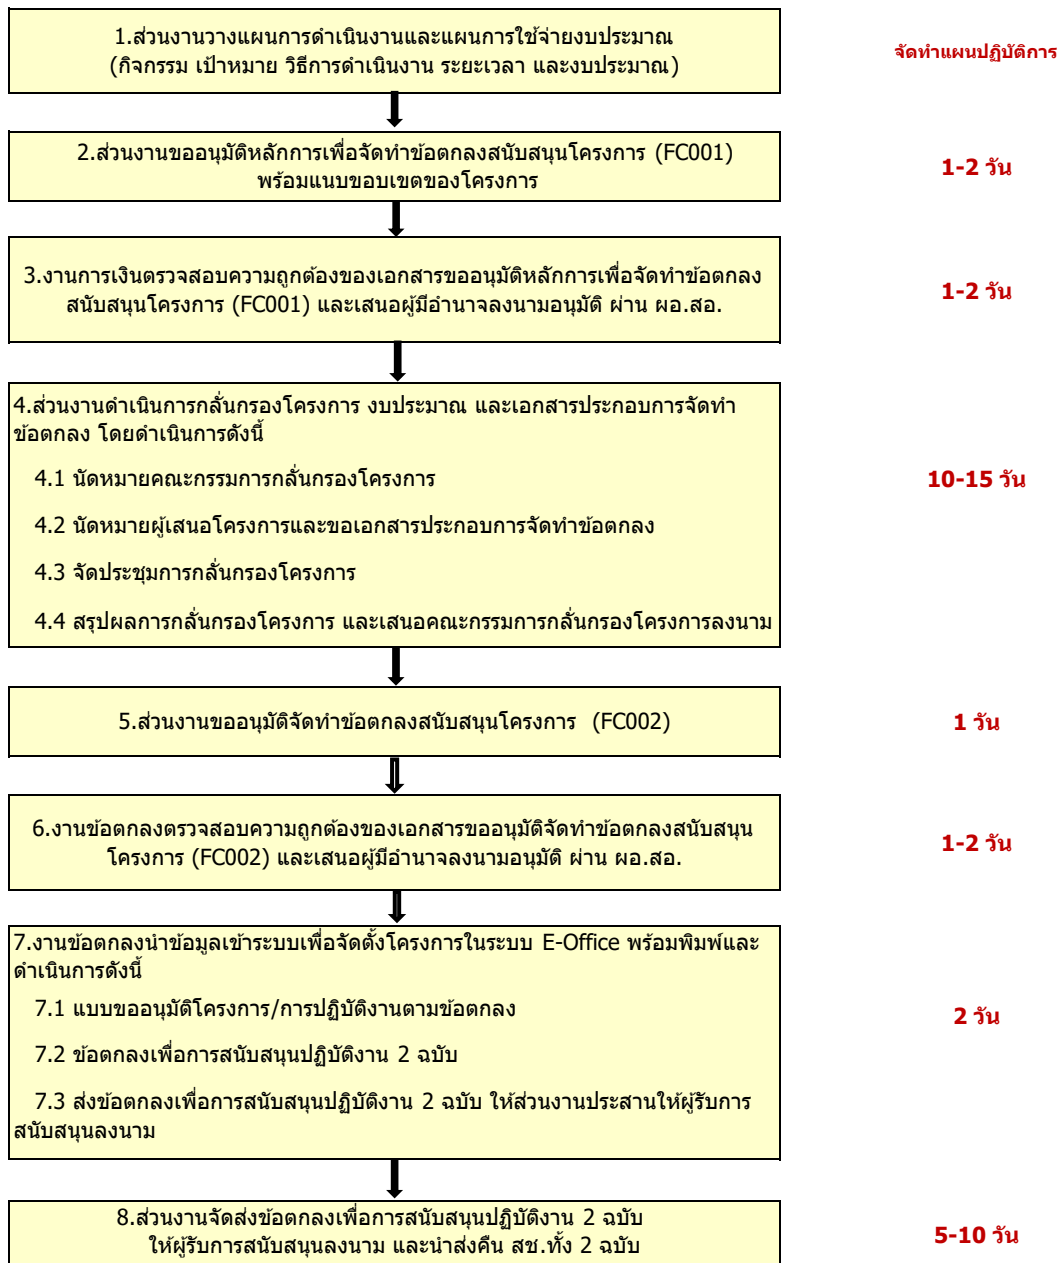 1.ส่วนงานวางแผนการดำเนินงานและแผนการใช้จ่ายงบประมาณ
(กิจกรรม เป้าหมาย วิธีการดำเนินงาน ระยะเวลา และงบประมาณ)
จัดทำแผนปฏิบัติการ
2.ส่วนงานขออนุมัติหลักการเพื่อจัดทำข้อตกลงสนับสนุนโครงการ (FC001)
พร้อมแนบขอบเขตของโครงการ
1-2 วัน
3.งานการเงินตรวจสอบความถูกต้องของเอกสารขออนุมัติหลักการเพื่อจัดทำข้อตกลง
สนับสนุนโครงการ (FC001) และเสนอผู้มีอำนาจลงนามอนุมัติ ผ่าน ผอ.สอ.
1-2 วัน
4.ส่วนงานดำเนินการกลั่นกรองโครงการ งบประมาณ และเอกสารประกอบการจัดทำ
ข้อตกลง โดยดำเนินการดังนี้
4.1 นัดหมายคณะกรรมการกลั่นกรองโครงการ
10-15 วัน
4.2 นัดหมายผู้เสนอโครงการและขอเอกสารประกอบการจัดทำข้อตกลง
4.3 จัดประชุมการกลั่นกรองโครงการ
4.4 สรุปผลการกลั่นกรองโครงการ และเสนอคณะกรรมการกลั่นกรองโครงการลงนาม
5.ส่วนงานขออนุมัติจัดทำข้อตกลงสนับสนุนโครงการ (FC002)
1 วัน
6.งานข้อตกลงตรวจสอบความถูกต้องของเอกสารขออนุมัติจัดทำข้อตกลงสนับสนุน
โครงการ (FC002) และเสนอผู้มีอำนาจลงนามอนุมัติ ผ่าน ผอ.สอ.
1-2 วัน
7.งานข้อตกลงนำข้อมูลเข้าระบบเพื่อจัดตั้งโครงการในระบบ E-Office พร้อมพิมพ์และ
ดำเนินการดังนี้
7.1 แบบขออนุมัติโครงการ/การปฏิบัติงานตามข้อตกลง
2 วัน
7.2 ข้อตกลงเพื่อการสนับสนุนปฏิบัติงาน 2 ฉบับ
7.3 ส่งข้อตกลงเพื่อการสนับสนุนปฏิบัติงาน 2 ฉบับ ให้ส่วนงานประสานให้ผู้รับการ
สนับสนุนลงนาม
8.ส่วนงานจัดส่งข้อตกลงเพื่อการสนับสนุนปฏิบัติงาน 2 ฉบับ
ให้ผู้รับการสนับสนุนลงนาม และนำส่งคืน สช.ทั้ง 2 ฉบับ
5-10 วัน